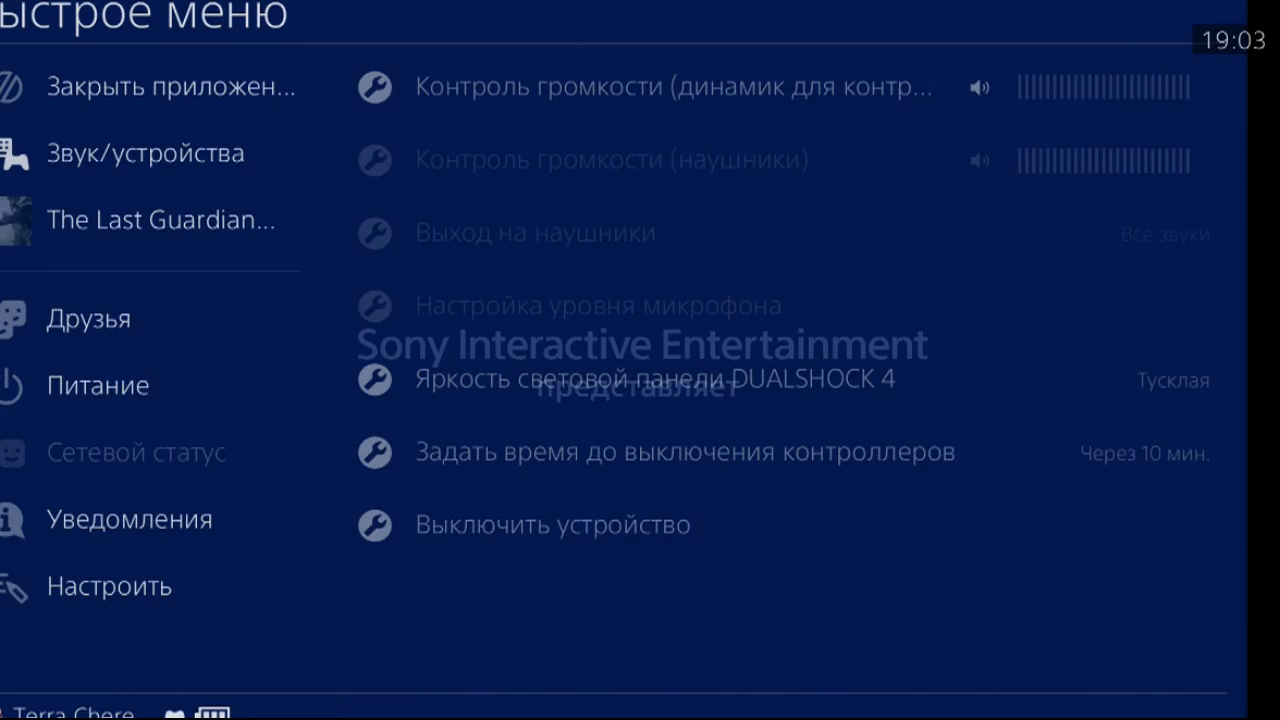 ыстрое меню
19:03
Закрыть приложен...
Звук/устройства
The Last Guardian...
Друзья
Питание
Сетевой статус
Уведомления
Настроить
Контроль громкости (динамик для контр...
Контроль громкости (наушники)
Выход на наушники Все звуки
Настройка уровня микрофона
Sony Interactive Entertainment
представляет
Яркость световой панели DUALSHOCK 4 Тусклая
Задать время до выключения контроллеров Через 10 мин.
Выключить устройство
Terra Chere